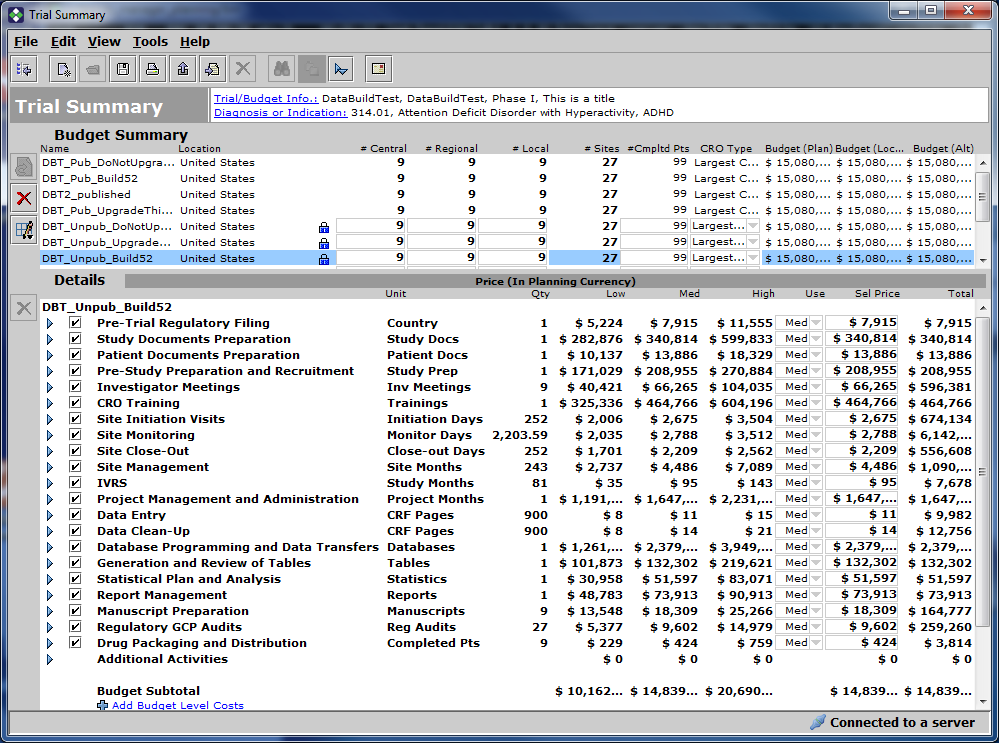 Trial Summary
File Edit View Tools Help
Trial Summary
Trial/Budget Info.: DataBuildTest, DataBuildTest, Phase I, This is a title
Diagnosis or Indication: 314.01, Attention Deficit Disorder with Hyperactivity, ADHD
Budget Summary
Name Location # Central # Regional # Local # Sites #Cmpltd Pts CRO Type Budget (Plan) Budget (Loc... Budget (Alt)
DBT_Pub_DoNotUpgra... United States 9 9 9 27 99 Largest C... $ 15,080,... $ 15,080,... $ 15,080,...
DBT_Pub_Build52 United States 9 9 9 27 99 Largest C... $ 15,080,... $ 15,080,... $ 15,080,...
DBT2_published United States 9 9 9 27 99 Largest C... $ 15,080,... $ 15,080,... $ 15,080,...
DBT_Pub_UpgradeThi... United States 9 9 9 27 99 Largest C... $ 15,080,... $ 15,080,... $ 15,080,...
DBT_Unpub_DoNotUp... United States 9 9 9 27 99 Largest... $ 15,080,... $ 15,080,... $ 15,080,...
DBT_Unpub_Upgrade... United States 9 9 9 27 99 Largest... $ 15,080,... $ 15,080,... $ 15,080,...
DBT_Unpub_Build52 United States 9 9 9 27 99 Largest... $ 15,080,... $ 15,080,... $ 15,080,...
Details Price (In Planning Currency)
Unit Qty Low Med High Use Sel Price Total
DBT_Unpub_Build52
Pre-Trial Regulatory Filing Country 1 $ 5,224 $ 7,915 $ 11,555 Med $ 7,915 $ 7,915
Study Documents Preparation Study Docs 1 $ 282,876 $ 340,814 $ 599,833 Med $ 340,814 $ 340,814
Patient Documents Preparation Patient Docs 1 $ 10,137 $ 13,886 $ 18,329 Med $ 13,886 $ 13,886
Pre-Study Preparation and Recruitment Study Prep 1 $ 171,029 $ 208,955 $ 270,884 Med $ 208,955 $ 208,955
Investigator Meetings Inv Meetings 9 $ 40,421 $ 66,265 $ 104,035 Med $ 66,265 $ 596,381
CRO Training Trainings 1 $ 325,336 $ 464,766 $ 604,196 Med $ 464,766 $ 464,766
Site Initiation Visits Initiation Days 252 $ 2,006 $ 2,675 $ 3,504 Med $ 2,675 $ 674,134
Site Monitoring Monitor Days 2,203.59 $ 2,035 $ 2,788 $ 3,512 Med $ 2,788 $ 6,142,...
Site Close-Out Close-out Days 252 $ 1,701 $ 2,209 $ 2,562 Med $ 2,209 $ 556,608
Site Management Site Months 243 $ 2,737 $ 4,486 $ 7,089 Med $ 4,486 $ 1,090,...
IVRS Study Months 81 $ 35 $ 95 $ 143 Med $ 95 $ 7,678
Project Management and Administration Project Months 1 $ 1,191,... $ 1,647,... $ 2,231,... Med $ 1,647,... $ 1,647,...
Data Entry CRF Pages 900 $ 8 $ 11 $ 15 Med $ 11 $ 9,982
Data Clean-Up CRF Pages 900 $ 8 $ 14 $ 21 Med $ 14 $ 12,756
Database Programming and Data Transfers Databases 1 $ 1,261,... $ 2,379,... $ 3,949,... Med $ 2,379,... $ 2,379,...
Generation and Review of Tables Tables 1 $ 101,873 $ 132,302 $ 219,621 Med $ 132,302 $ 132,302
Statistical Plan and Analysis Statistics 1 $ 30,958 $ 51,597 $ 83,071 Med $ 51,597 $ 51,597
Report Management Reports 1 $ 48,783 $ 73,913 $ 90,913 Med $ 73,913 $ 73,913
Manuscript Preparation Manuscripts 9 $ 13,548 $ 18,309 $ 25,266 Med $ 18,309 $ 164,777
Regulatory GCP Audits Reg Audits 27 $ 5,377 $ 9,602 $ 14,979 Med $ 9,602 $ 259,260
Drug Packaging and Distribution Completed Pts 9 $ 229 $ 424 $ 759 Med $ 424 $ 3,814
Additional Activities $ 0 $ 0 $ 0 $ 0 $ 0
Budget Subtotal $ 10,162... $ 14,839... $ 20,690... $ 14,839... $ 14,839...
Add Budget Level Costs
Connected to a server